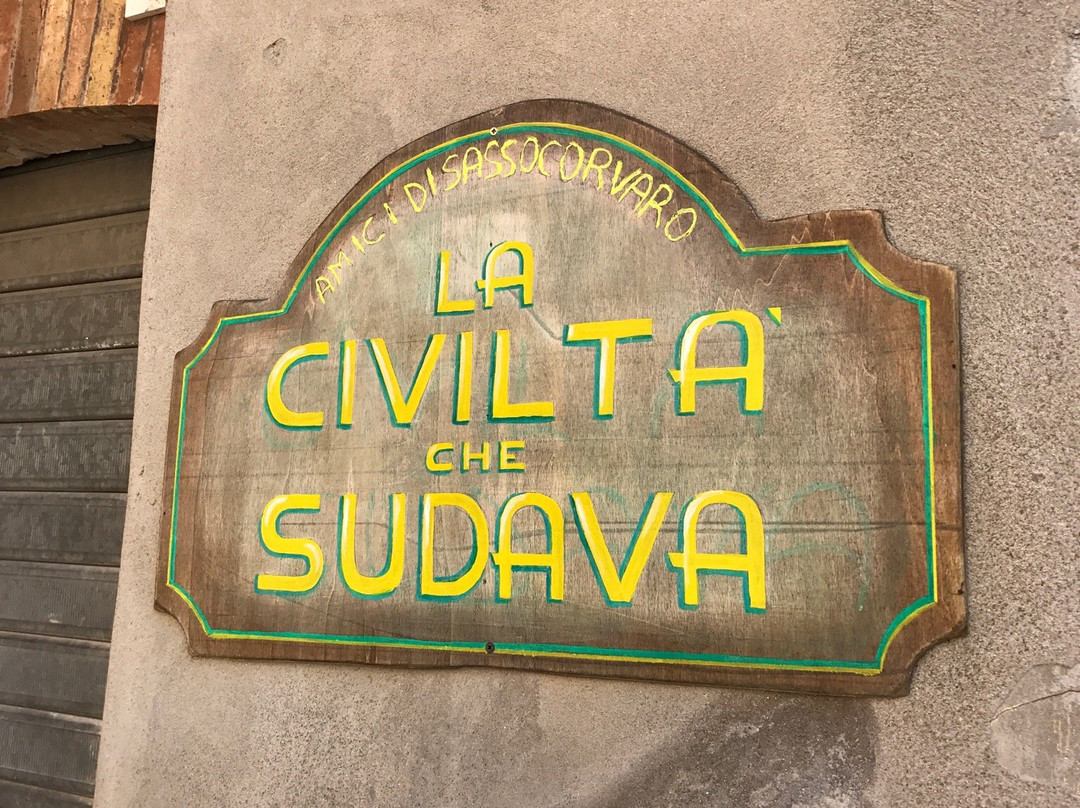 AMICI DI SASSOCORVARO
LA
CIVILTA'
CHE
SUDAVA